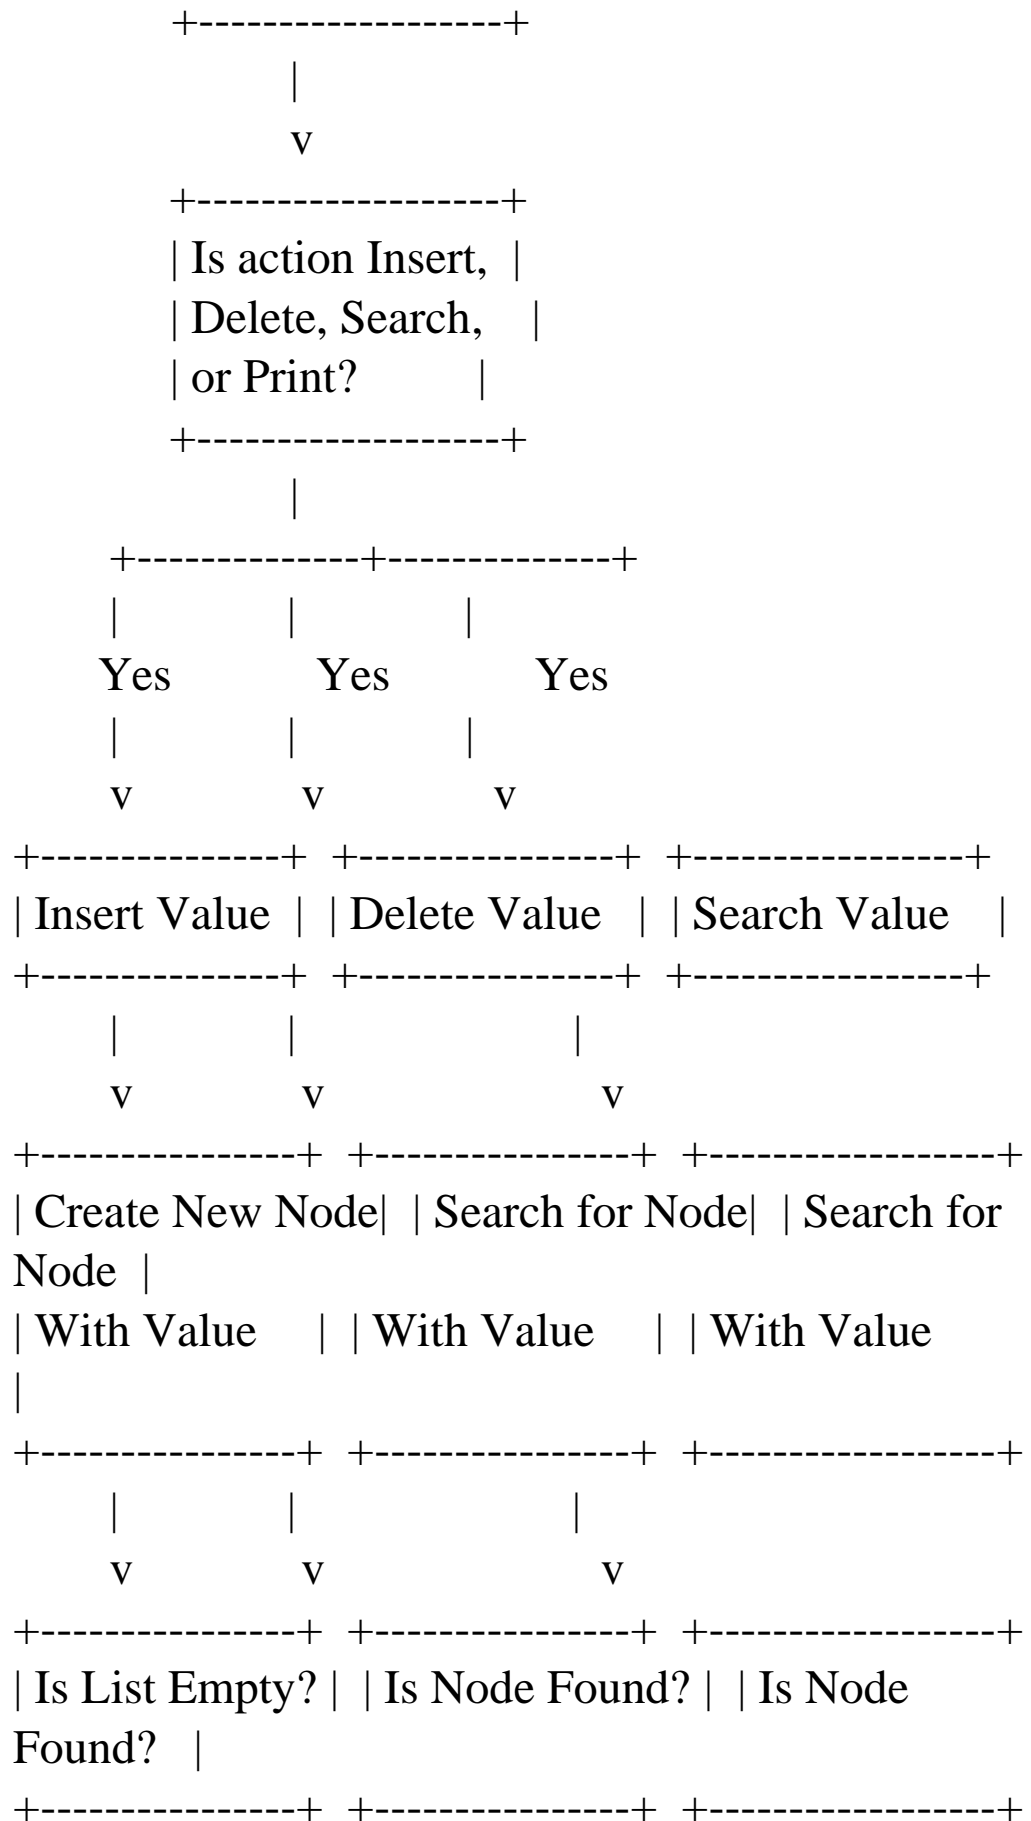 +-------------------+
|
v
+-------------------+
| Is action Insert,  |
| Delete, Search,    |
| or Print?          |
+-------------------+
|
+--------------+--------------+
|              |              |
Yes            Yes            Yes
|              |              |
v              v              v
+---------------+  +----------------+  +-----------------+
| Insert Value  |  | Delete Value   |  | Search Value    |
+---------------+  +----------------+  +-----------------+
|              |                      |
v              v                      v
+----------------+  +----------------+  +----------------+
| Create New Node|  | Search for Node|  | Search for
Node  |
| With Value     |  | With Value     |  | With Value
|
+----------------+  +----------------+  +----------------+
|              |                      |
v              v                      v
+----------------+  +----------------+  +----------------+
| Is List Empty? |  | Is Node Found? |  | Is Node
Found?   |
+----------------+  +----------------+  +----------------+